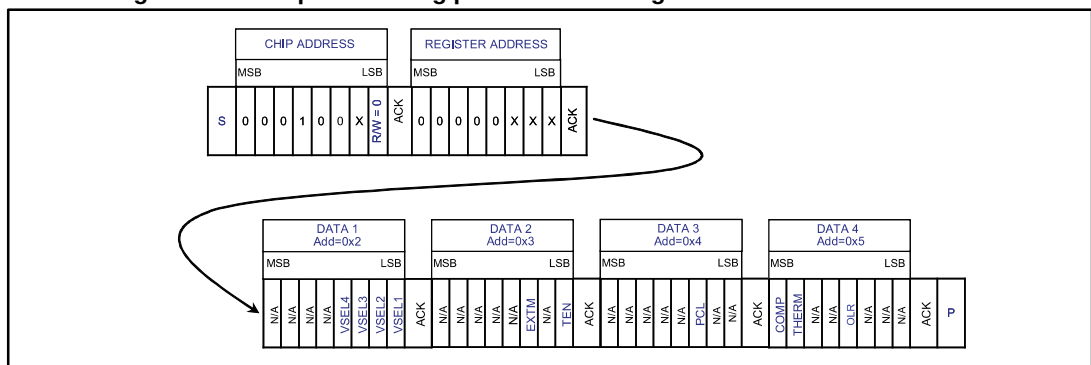 CHIP ADDRESS REGISTER ADDRESS
MSB LSB MSB LSB
S 0 0 0 1 0 0 X R/W = 0 ACK 0 0 0 0 0 X X X ACK
DATA 1 DATA 2 DATA 3 DATA 4
Add=0x2 Add=0x3 Add=0x4 Add=0x5
MSB LSB MSB LSB MSB LSB MSB LSB
N/A N/A N/A N/A VSEL4 VSEL3 VSEL2 VSEL1 ACK N/A N/A N/A N/A N/A EXTM N/A TEN ACK N/A N/A N/A N/A N/A PCL N/A N/A ACK COMP THERM N/A N/A OLR N/A N/A N/A ACK P